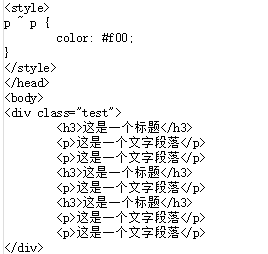 <style>
p ~ p {
        color: #f00;
}
</style>
</head>
<body>
<div class="test">
        <h3>这是一个标题</h3>
        <p>这是一个文字段落</p>
        <p>这是一个文字段落</p>
        <h3>这是一个标题</h3>
        <p>这是一个文字段落</p>
        <h3>这是一个标题</h3>
        <p>这是一个文字段落</p>
        <p>这是一个文字段落</p>
</div>